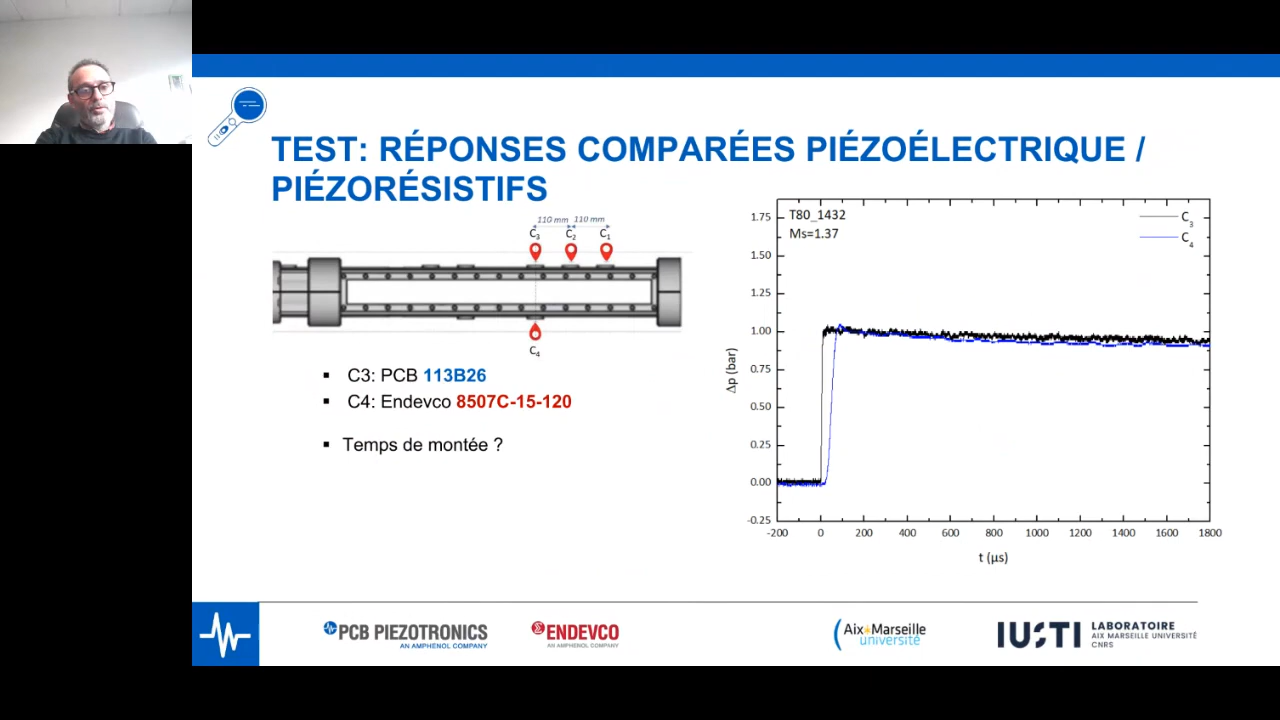 TEST: RÉPONSES COMPARÉES PIÉZOÉLECTRIQUE /
PIÉZORÉSISTIFS
110 mm 110 mm
C3 C2 C1
C4
▪ C3: PCB 113B26
▪ C4: Endevco 8507C-15-120
▪ Temps de montée ?
T80_1432
Ms=1.37
C3
C4
1.75
1.50
1.25
1.00
0.75
0.50
0.25
0.00
-0.25
Δp (bar)
-200 0 200 400 600 800 1000 1200 1400 1600 1800
t (µs)
PCB PIEZOTRONICS
AN AMPHENOL COMPANY
ENDEVCO
AN AMPHENOL COMPANY
Aix*Marseille
université
IUSTI
LABORATOIRE
AIX MARSEILLE UNIVERSITÉ
CNRS